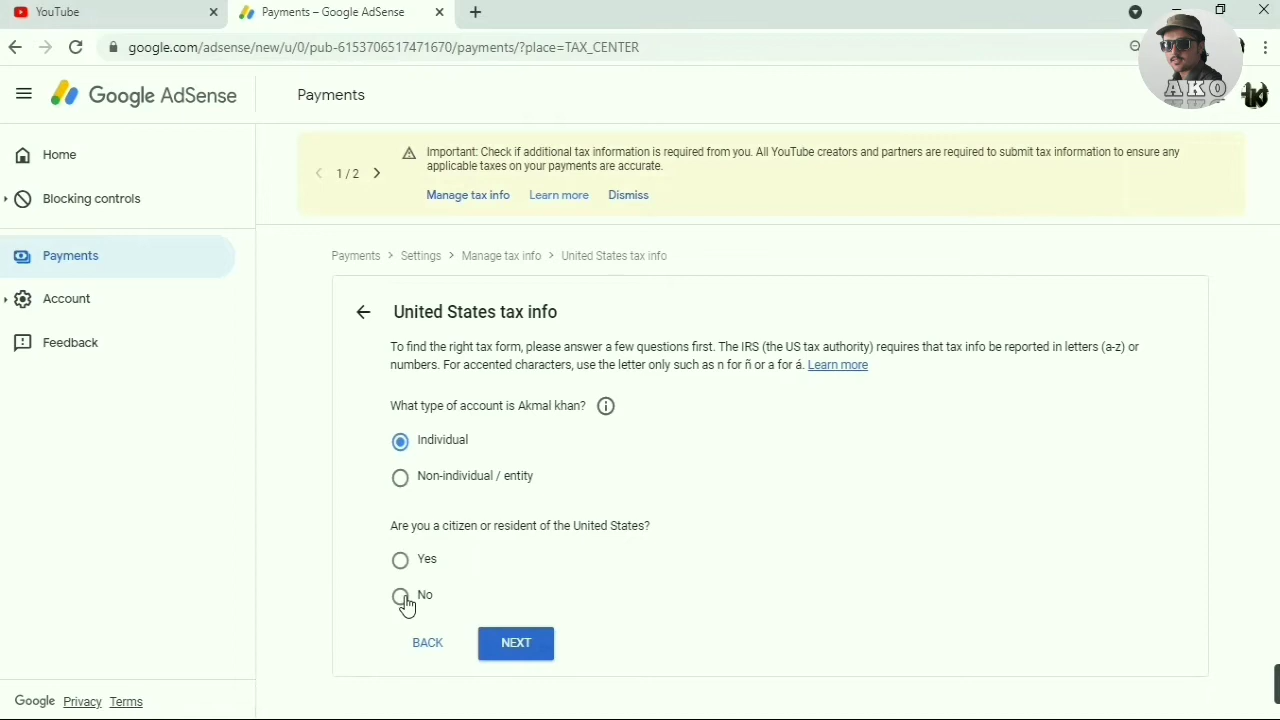 YouTube
Payments – Google AdSense
google.com/adsense/new/u/0/pub-6153706517471670/payments/?place=TAX_CENTER
AKO
Google AdSense
Payments
Home
Blocking controls
Payments
Account
Feedback
1 / 2
Important: Check if additional tax information is required from you. All YouTube creators and partners are required to submit tax information to ensure any
applicable taxes on your payments are accurate.
Manage tax info Learn more Dismiss
Payments > Settings > Manage tax info > United States tax info
United States tax info
To find the right tax form, please answer a few questions first. The IRS (the US tax authority) requires that tax info be reported in letters (a-z) or
numbers. For accented characters, use the letter only such as n for ñ or a for á. Learn more
What type of account is Akmal khan?
Individual
Non-individual / entity
Are you a citizen or resident of the United States?
Yes
No
BACK NEXT
Google Privacy Terms